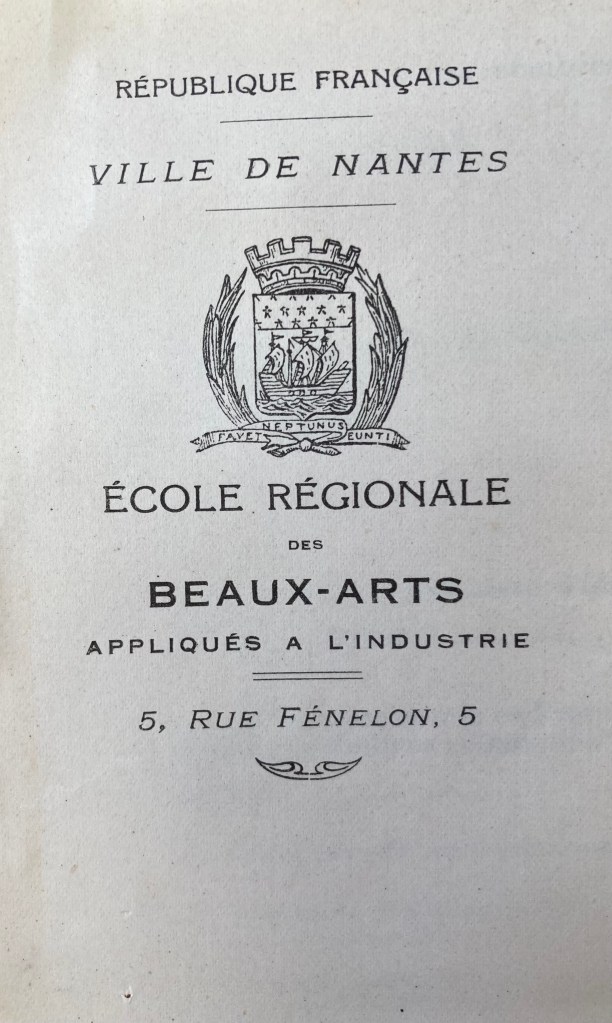 RÉPUBLIQUE FRANÇAISE
VILLE DE NANTES
NEPTUNUS
FAVET EUNTI
ÉCOLE RÉGIONALE
DES
BEAUX-ARTS
APPLIQUÉS A L'INDUSTRIE
5, RUE FÉNELON, 5